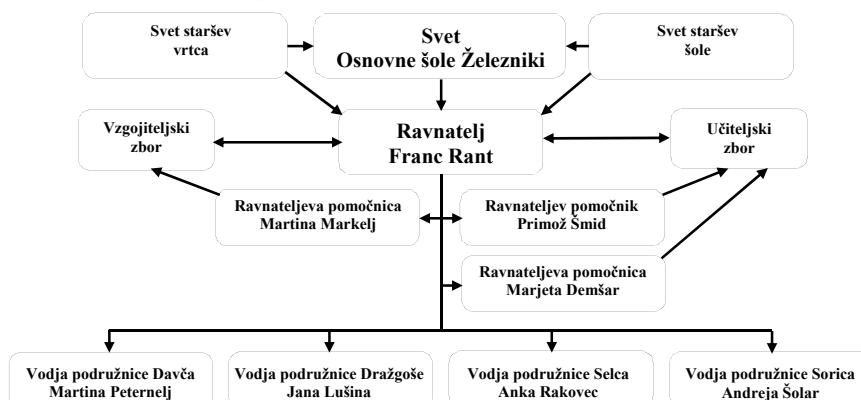 Svet staršev
vrtca
Svet
Osnovne šole Železniki
Svet staršev
šole
Vzgojiteljski
zbor
Ravnatelj
Franc Rant
Učiteljski
zbor
Ravnateljeva pomočnica
Martina Markelj
Ravnateljev pomočnik
Primož Šmid
Ravnateljeva pomočnica
Marjeta Demšar
Vodja podružnice Davča
Martina Peternelj
Vodja podružnice Dražgoše
Jana Lušina
Vodja podružnice Selca
Anka Rakovec
Vodja podružnice Sorica
Andreja Šolar